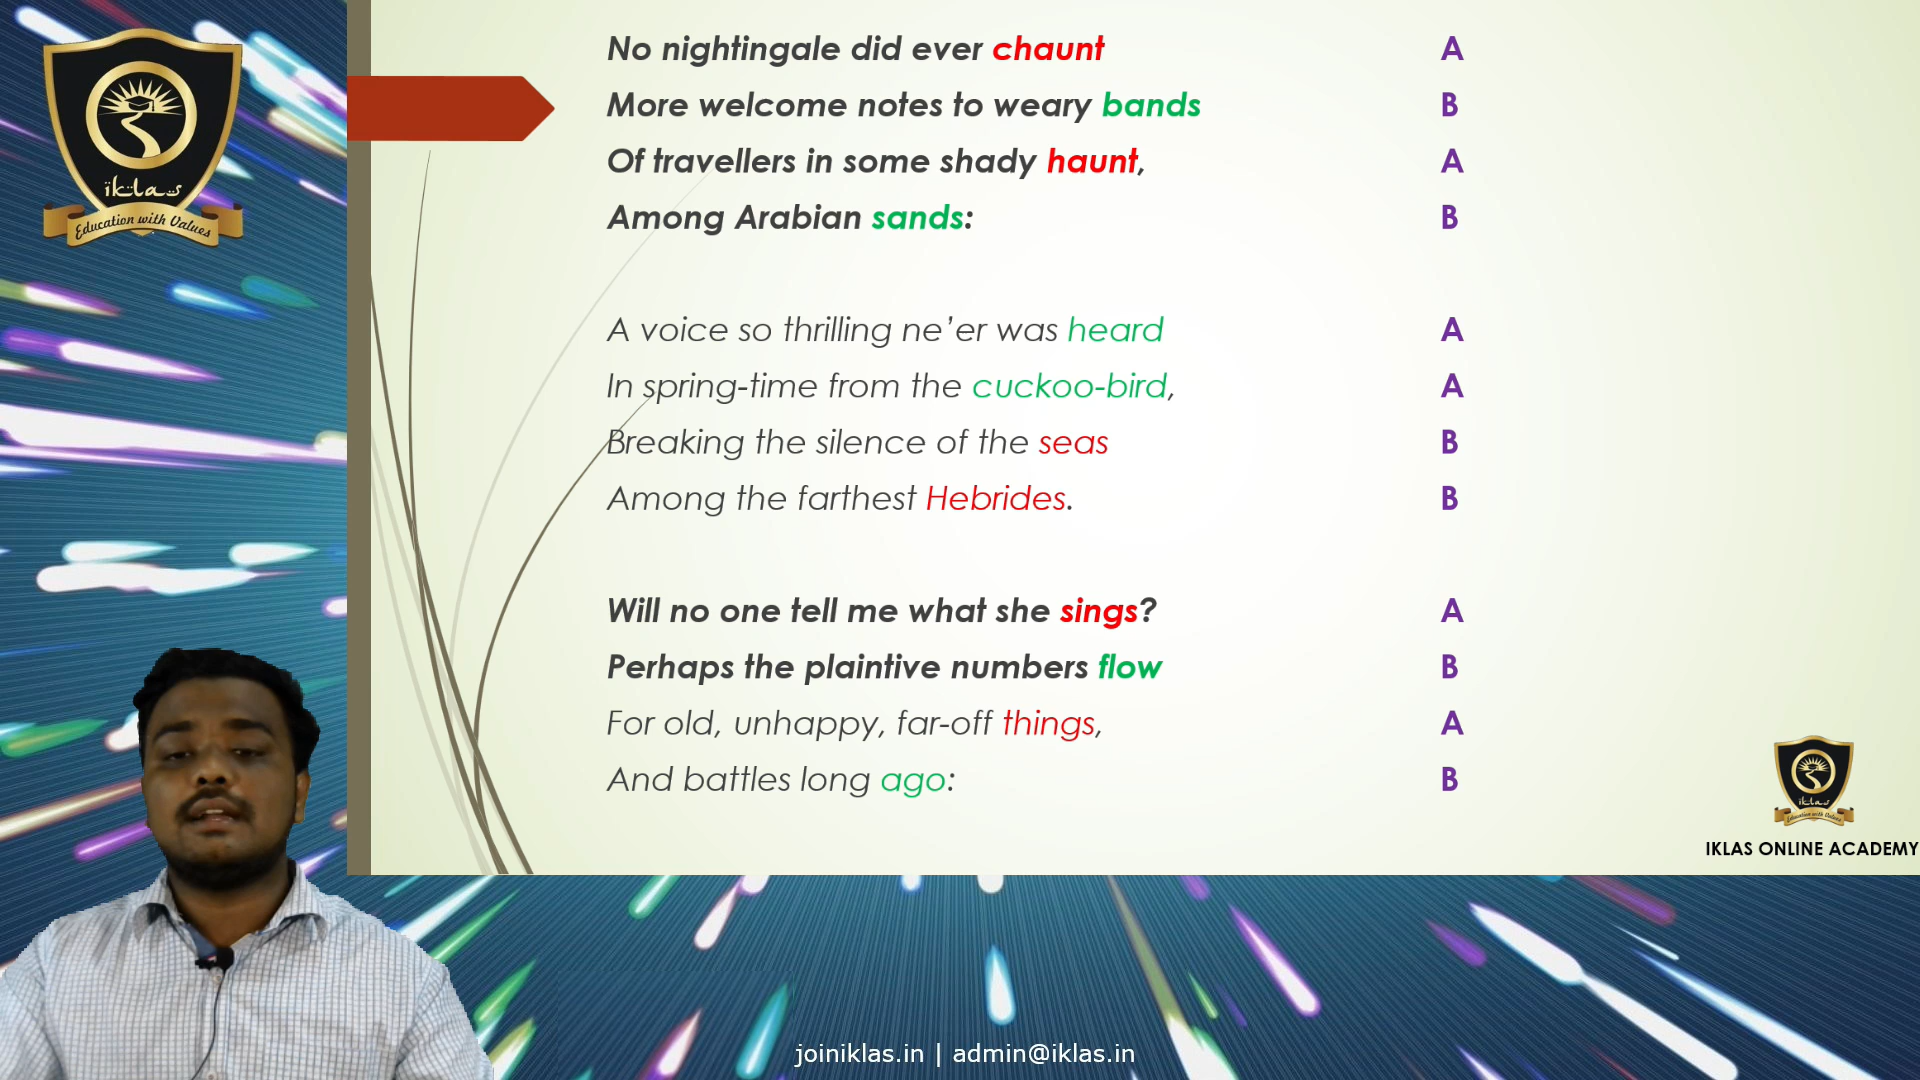 iklas
Education with Values
No nightingale did ever chaunt A
More welcome notes to weary bands B
Of travellers in some shady haunt, A
Among Arabian sands: B
A voice so thrilling ne’er was heard A
In spring-time from the cuckoo-bird, A
Breaking the silence of the seas B
Among the farthest Hebrides. B
Will no one tell me what she sings? A
Perhaps the plaintive numbers flow B
For old, unhappy, far-off things, A
And battles long ago: B
iklas
Education with Values
IKLAS ONLINE ACADEMY
joiniklas.in | admin@iklas.in